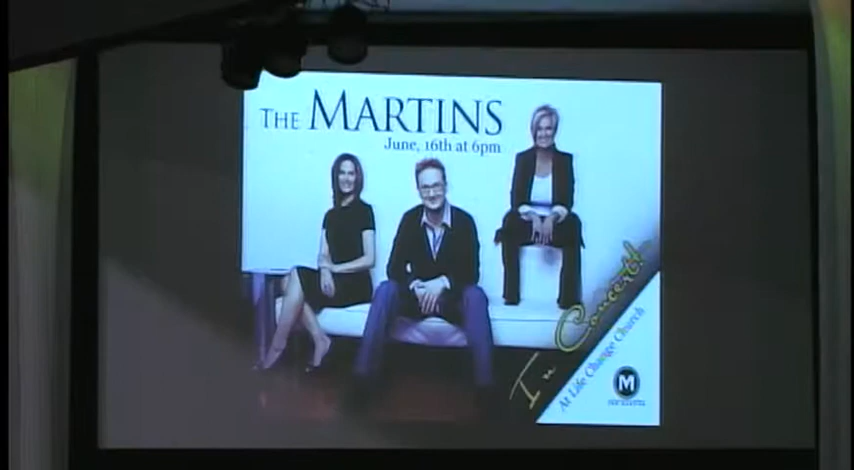 THE MARTINS
June, 16th at 6pm
In Concert!
At Life Change Church
M